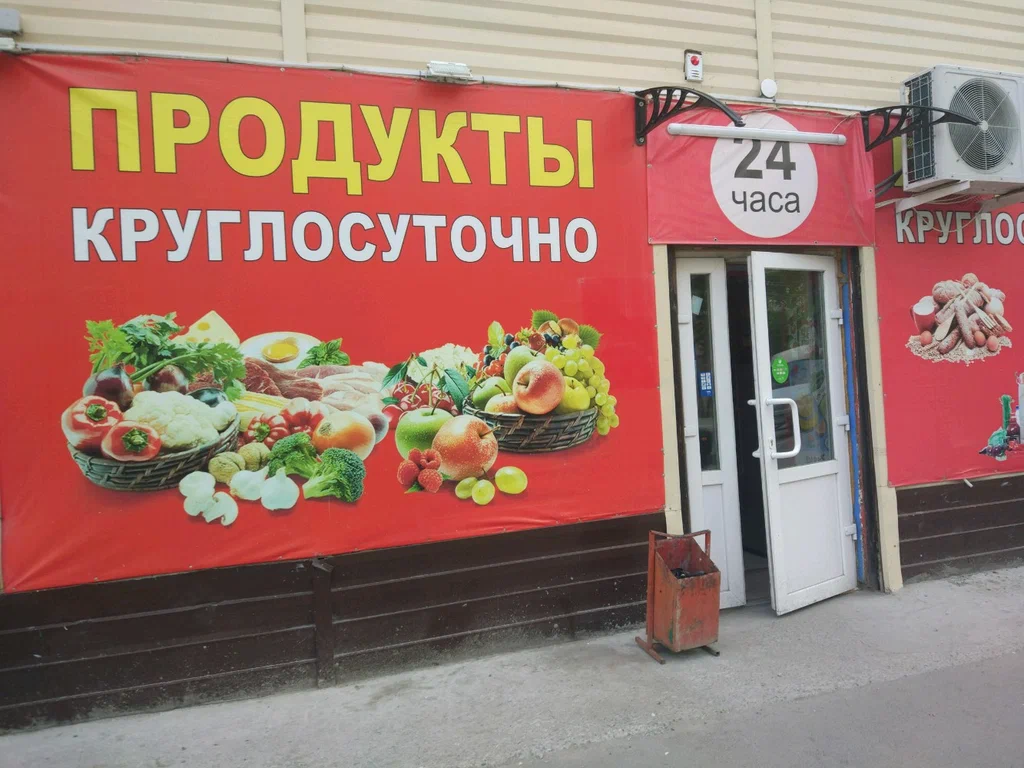 ПРОДУКТЫ
КРУГЛОСУТОЧНО
24
часа